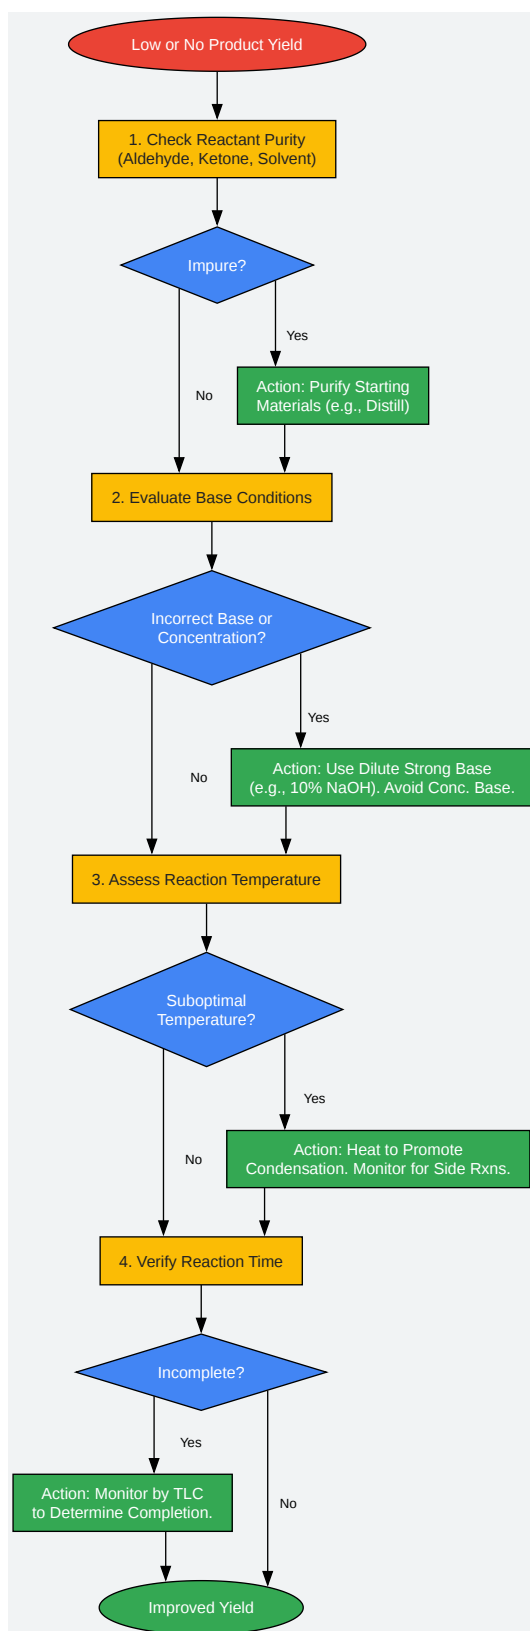 Low or No Product Yield
1. Check Reactant Purity
(Aldehyde, Ketone, Solvent)
Impure?
Yes
Action: Purify Starting
Materials (e.g., Distill)
No
2. Evaluate Base Conditions
Incorrect Base or
Concentration?
Yes
Action: Use Dilute Strong Base
(e.g., 10% NaOH). Avoid Conc. Base.
No
3. Assess Reaction Temperature
Suboptimal
Temperature?
Yes
Action: Heat to Promote
Condensation. Monitor for Side Rxns.
No
4. Verify Reaction Time
Incomplete?
Yes
Action: Monitor by TLC
to Determine Completion.
No
Improved Yield